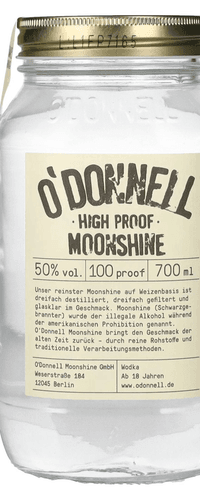 O'DONNELL
O'DONNELL
HIGH PROOF
MOONSHINE
50% vol. 100 proof 700 ml
Unser reinster Moonshine auf Weizenbasis ist
dreifach destilliert, dreifach gefiltert und
glasklar im Geschmack. Moonshine (Schwarzge-
brannter) wurde der illegale Alkohol während
der amerikanischen Prohibition genannt.
O'Donnell Moonshine bringt den Geschmack der
alten Zeit zurück - durch reine Rohstoffe und
traditionelle Verarbeitungsmethoden.
O'Donnell Moonshine GmbH Wodka
Weserstraße 184 Ab 18 Jahren
12045 Berlin www.odonnell.de